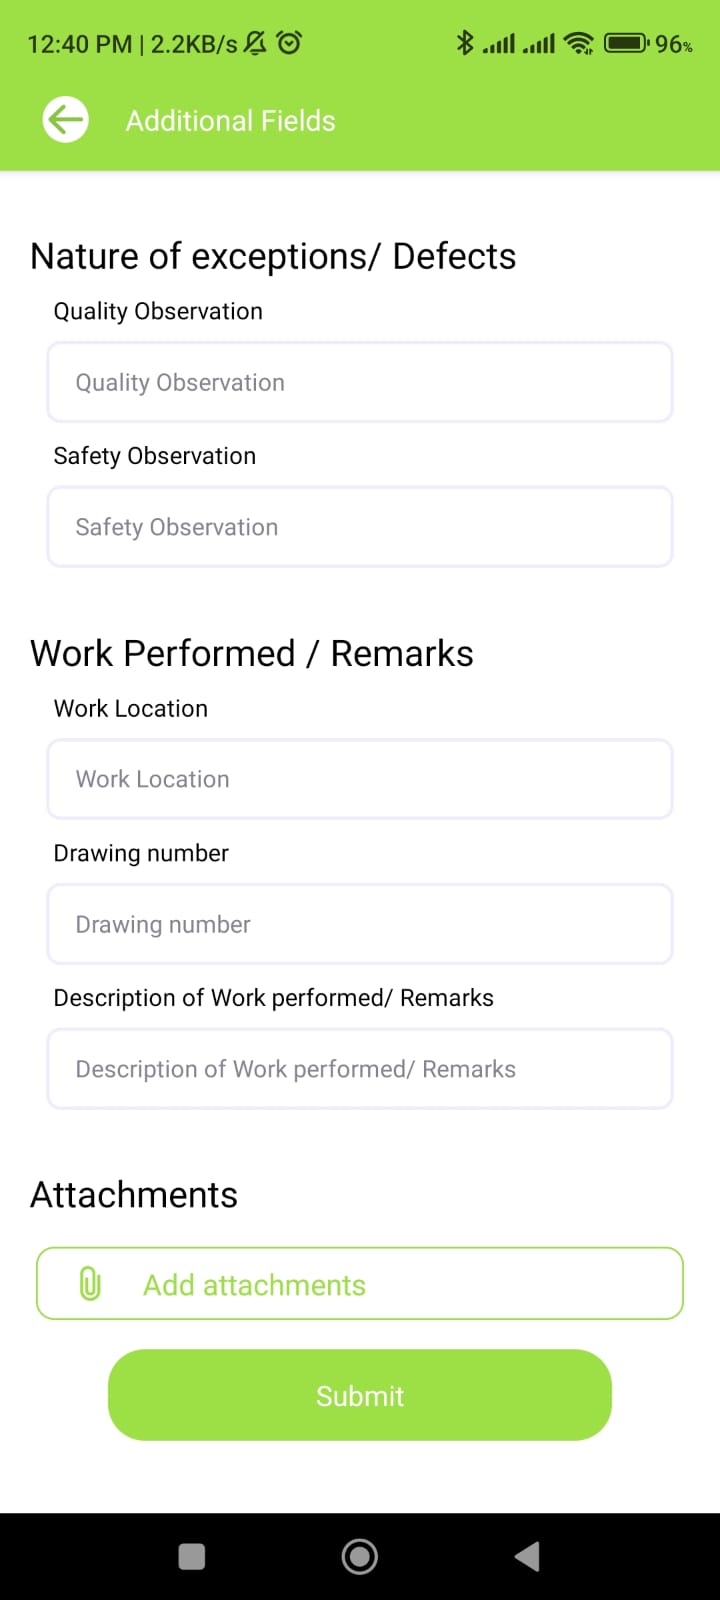 12:40 PM | 2.2KB/s 96%
Additional Fields
Nature of exceptions/ Defects
Quality Observation
Quality Observation
Safety Observation
Safety Observation
Work Performed / Remarks
Work Location
Work Location
Drawing number
Drawing number
Description of Work performed/ Remarks
Description of Work performed/ Remarks
Attachments
Add attachments
Submit